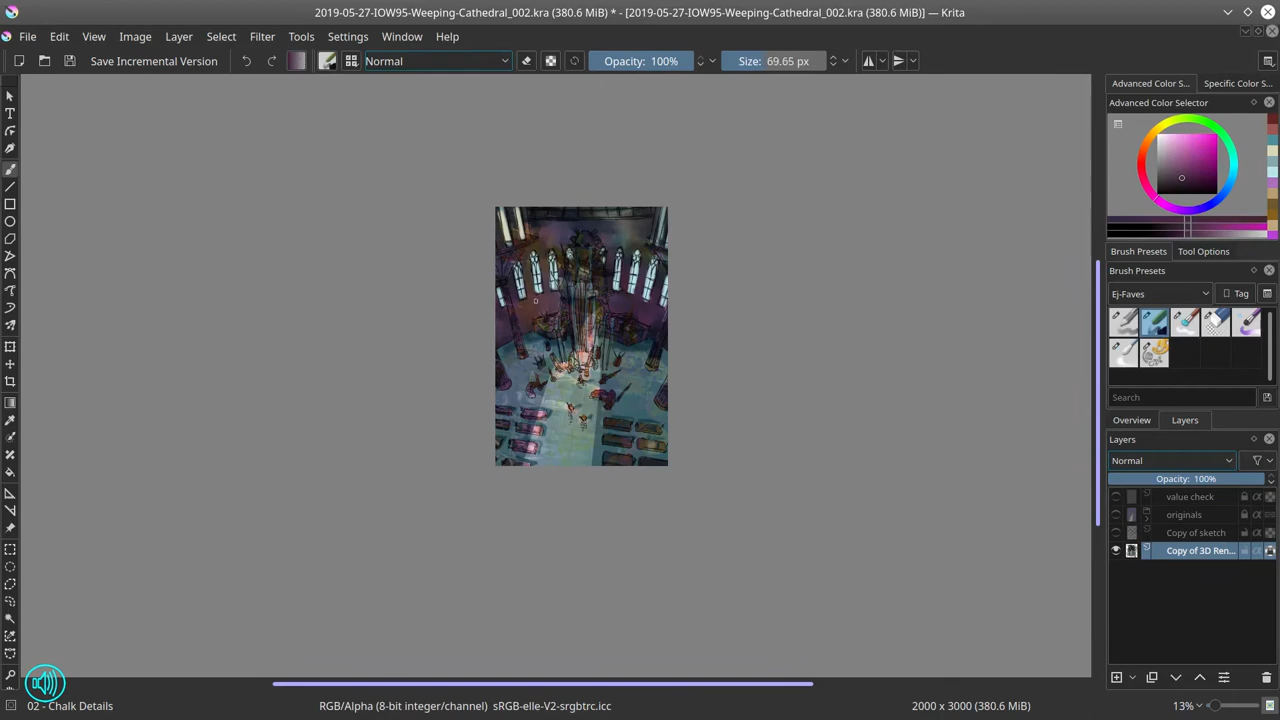 2019-05-27-IOW95-Weeping-Cathedral_002.kra (380.6 MiB) * - [2019-05-27-IOW95-Weeping-Cathedral_002.kra (380.6 MiB)] — Krita
File Edit View Image Layer Select Filter Tools Settings Window Help
Save Incremental Version Normal Opacity: 100% Size: 69.65 px
Advanced Color S... Specific Color S...
Advanced Color Selector
Brush Presets Tool Options
Brush Presets
Ej-Faves Tag
Search
Overview Layers
Layers
Normal
Opacity: 100%
value check
originals
Copy of sketch
Copy of 3D Ren...
02 - Chalk Details RGB/Alpha (8-bit integer/channel) sRGB-elle-V2-srgbtrc.icc 2000 x 3000 (380.6 MiB) 13%